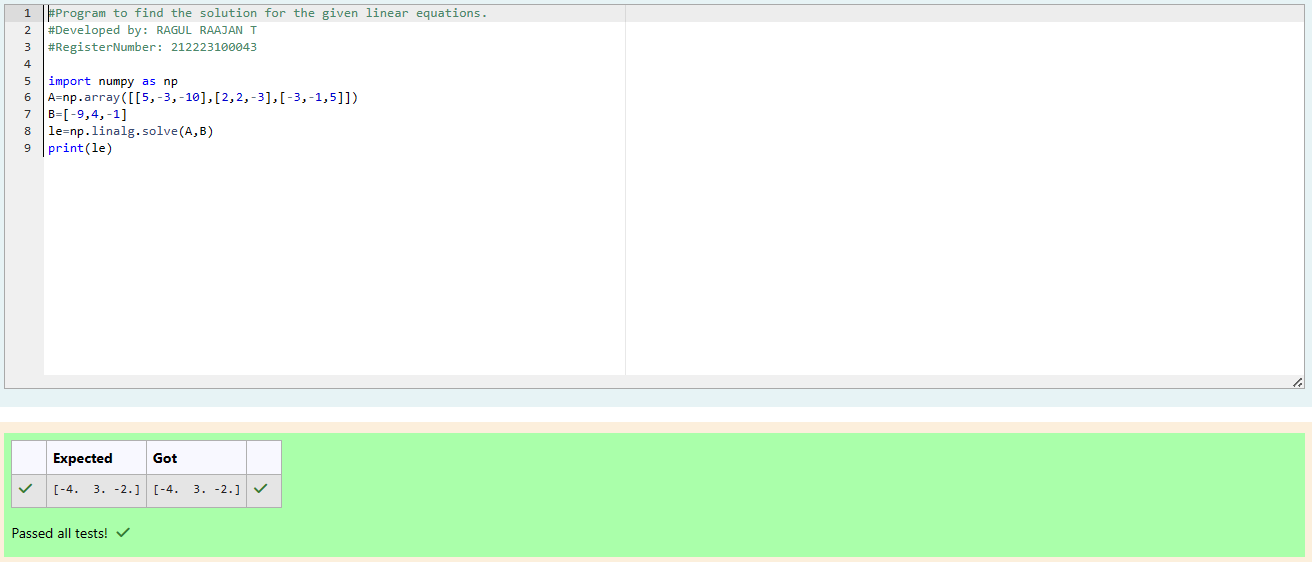 1 #Program to find the solution for the given linear equations.
2 #Developed by: RAGUL RAAJAN T
3 #RegisterNumber: 212223100043
4
5 import numpy as np
6 A=np.array([[5,-3,-10],[2,2,-3],[-3,-1,5]])
7 B=[-9,4,-1]
8 le=np.linalg.solve(A,B)
9 print(le)
Expected Got
[-4.  3. -2.] [-4.  3. -2.]
Passed all tests!